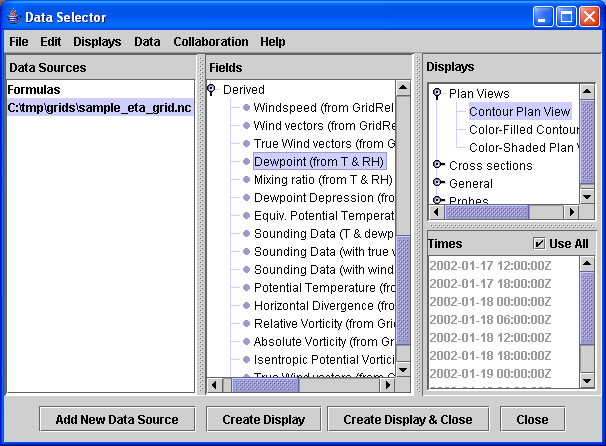 Data Selector
File Edit Displays Data Collaboration Help
Data Sources
Formulas
C:\tmp\grids\sample_eta_grid.nc
Fields
Derived
Windspeed (from GridRel
Wind vectors (from GridRe
True Wind vectors (from G
Dewpoint (from T & RH)
Mixing ratio (from T & RH)
Dewpoint Depression (fro
Equiv. Potential Temperat
Sounding Data (T & dewp
Sounding Data (with true v
Sounding Data (with wind
Potential Temperature (fro
Horizontal Divergence (fro
Relative Vorticity (from Gri
Absolute Vorticity (from Gr
Isentropic Potential Vortici
True Wind vectors (from G
Displays
Plan Views
Contour Plan View
Color-Filled Contour
Color-Shaded Plan V
Cross sections
General
Probes
Times Use All
2002-01-17 12:00:00Z
2002-01-17 18:00:00Z
2002-01-18 00:00:00Z
2002-01-18 06:00:00Z
2002-01-18 12:00:00Z
2002-01-18 18:00:00Z
2002-01-19 00:00:00Z
Add New Data Source Create Display Create Display & Close Close